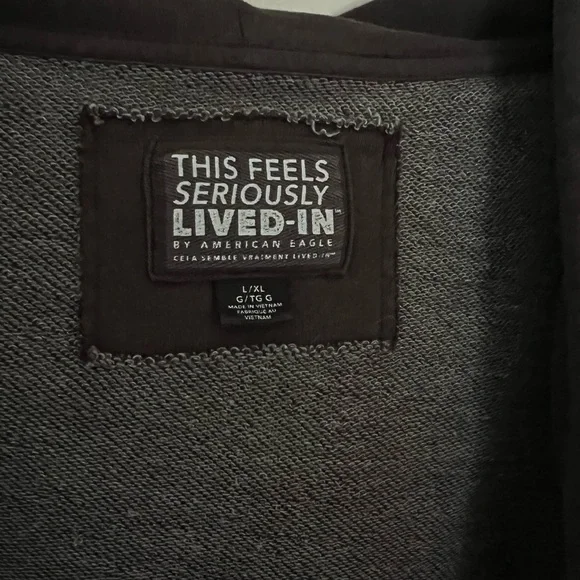 THIS FEELS
SERIOUSLY
LIVED-IN™
BY AMERICAN EAGLE
CELA SEMBLE VRAIMENT LIVED-IN™
L/XL
G/TG G
MADE IN VIETNAM
FABRIQUÉ AU
VIETNAM